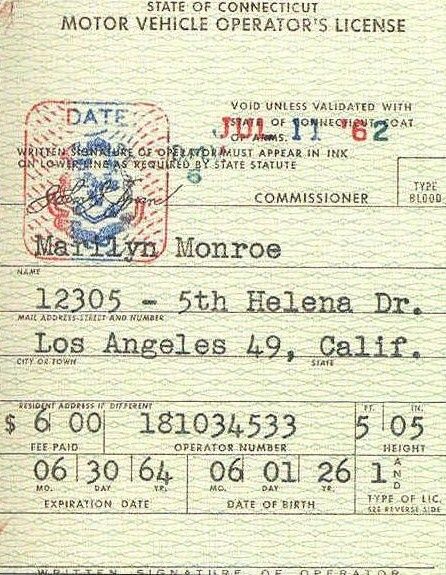 STATE OF CONNECTICUT
MOTOR VEHICLE OPERATOR'S LICENSE
DATE
VOID UNLESS VALIDATED WITH
STATE OF CONNECTICUT COAT
OF ARMS.
JUL 11 '62
WRITTEN SIGNATURE OF OPERATOR MUST APPEAR IN INK
ON LOWER LINE AS REQUIRED BY STATE STATUTE
COMMISSIONER
TYPE
BLOOD
Marilyn Monroe
NAME
12305 - 5th Helena Dr.
MAIL ADDRESS-STREET AND NUMBER
Los Angeles 49, Calif.
CITY OR TOWN STATE
RESIDENT ADDRESS IF DIFFERENT
FT. IN.
$ 6 00 181034533 5 05
FEE PAID OPERATOR NUMBER HEIGHT
06 30 64 06 01 26 1 AND
MO. DAY YR. MO. DAY YR.
EXPIRATION DATE DATE OF BIRTH TYPE OF LIC.
SEE REVERSE SIDE
WRITTEN SIGNATURE OF OPERATOR